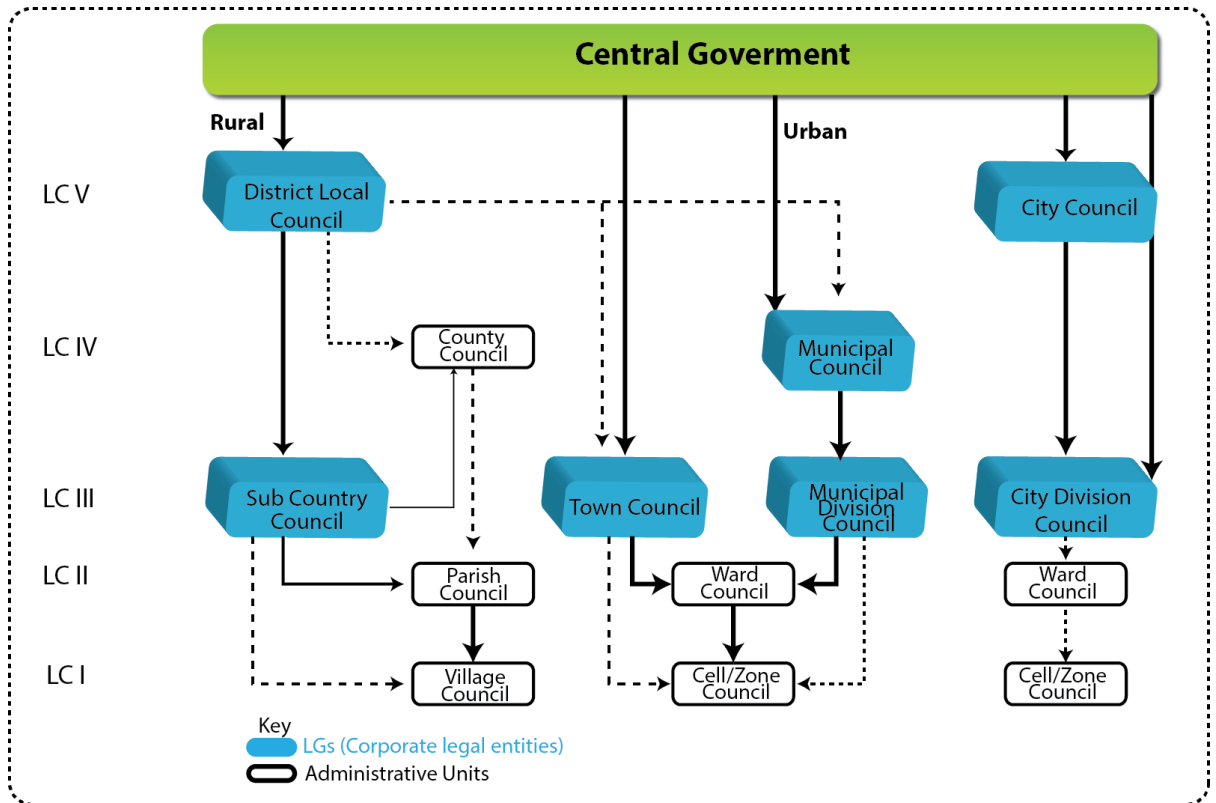 Central Goverment
Rural
Urban
LC V
District Local
Council
City Council
LC IV
County
Council
Municipal
Council
LC III
Sub Country
Council
Town Council
Municipal
Division
Council
City Division
Council
LC II
Parish
Council
Ward
Council
Ward
Council
LC I
Village
Council
Cell/Zone
Council
Cell/Zone
Council
Key
LGs (Corporate legal entities)
Administrative Units